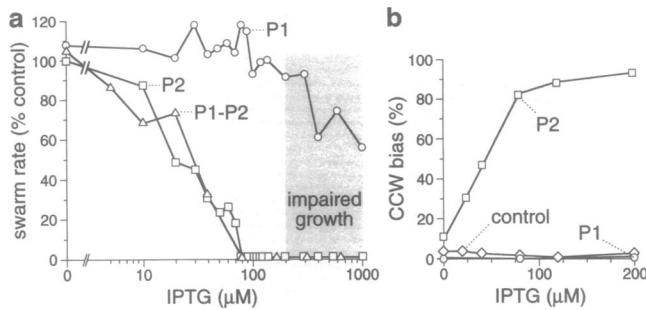 a
swarm rate (% control)
120
100
80
60
40
20
0
P1
P2
P1-P2
impaired
growth
0
10
100
1000
IPTG (μM)
b
CCW bias (%)
100
80
60
40
20
0
P2
control
P1
0
50
100
150
200
IPTG (μM)